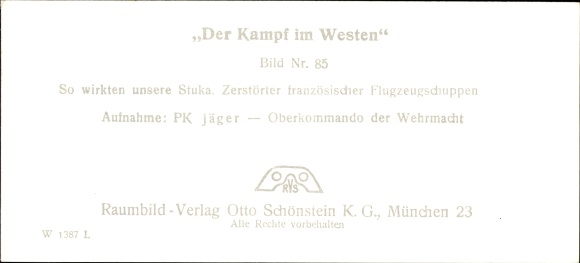 „Der Kampf im Westen“
Bild Nr. 85
So wirkten unsere Stuka. Zerstörter französischer Flugzeugschuppen
Aufnahme: PK jäger — Oberkommando der Wehrmacht
RVS
Raumbild-Verlag Otto Schönstein K. G., München 23
Alle Rechte vorbehalten
W 1387 L